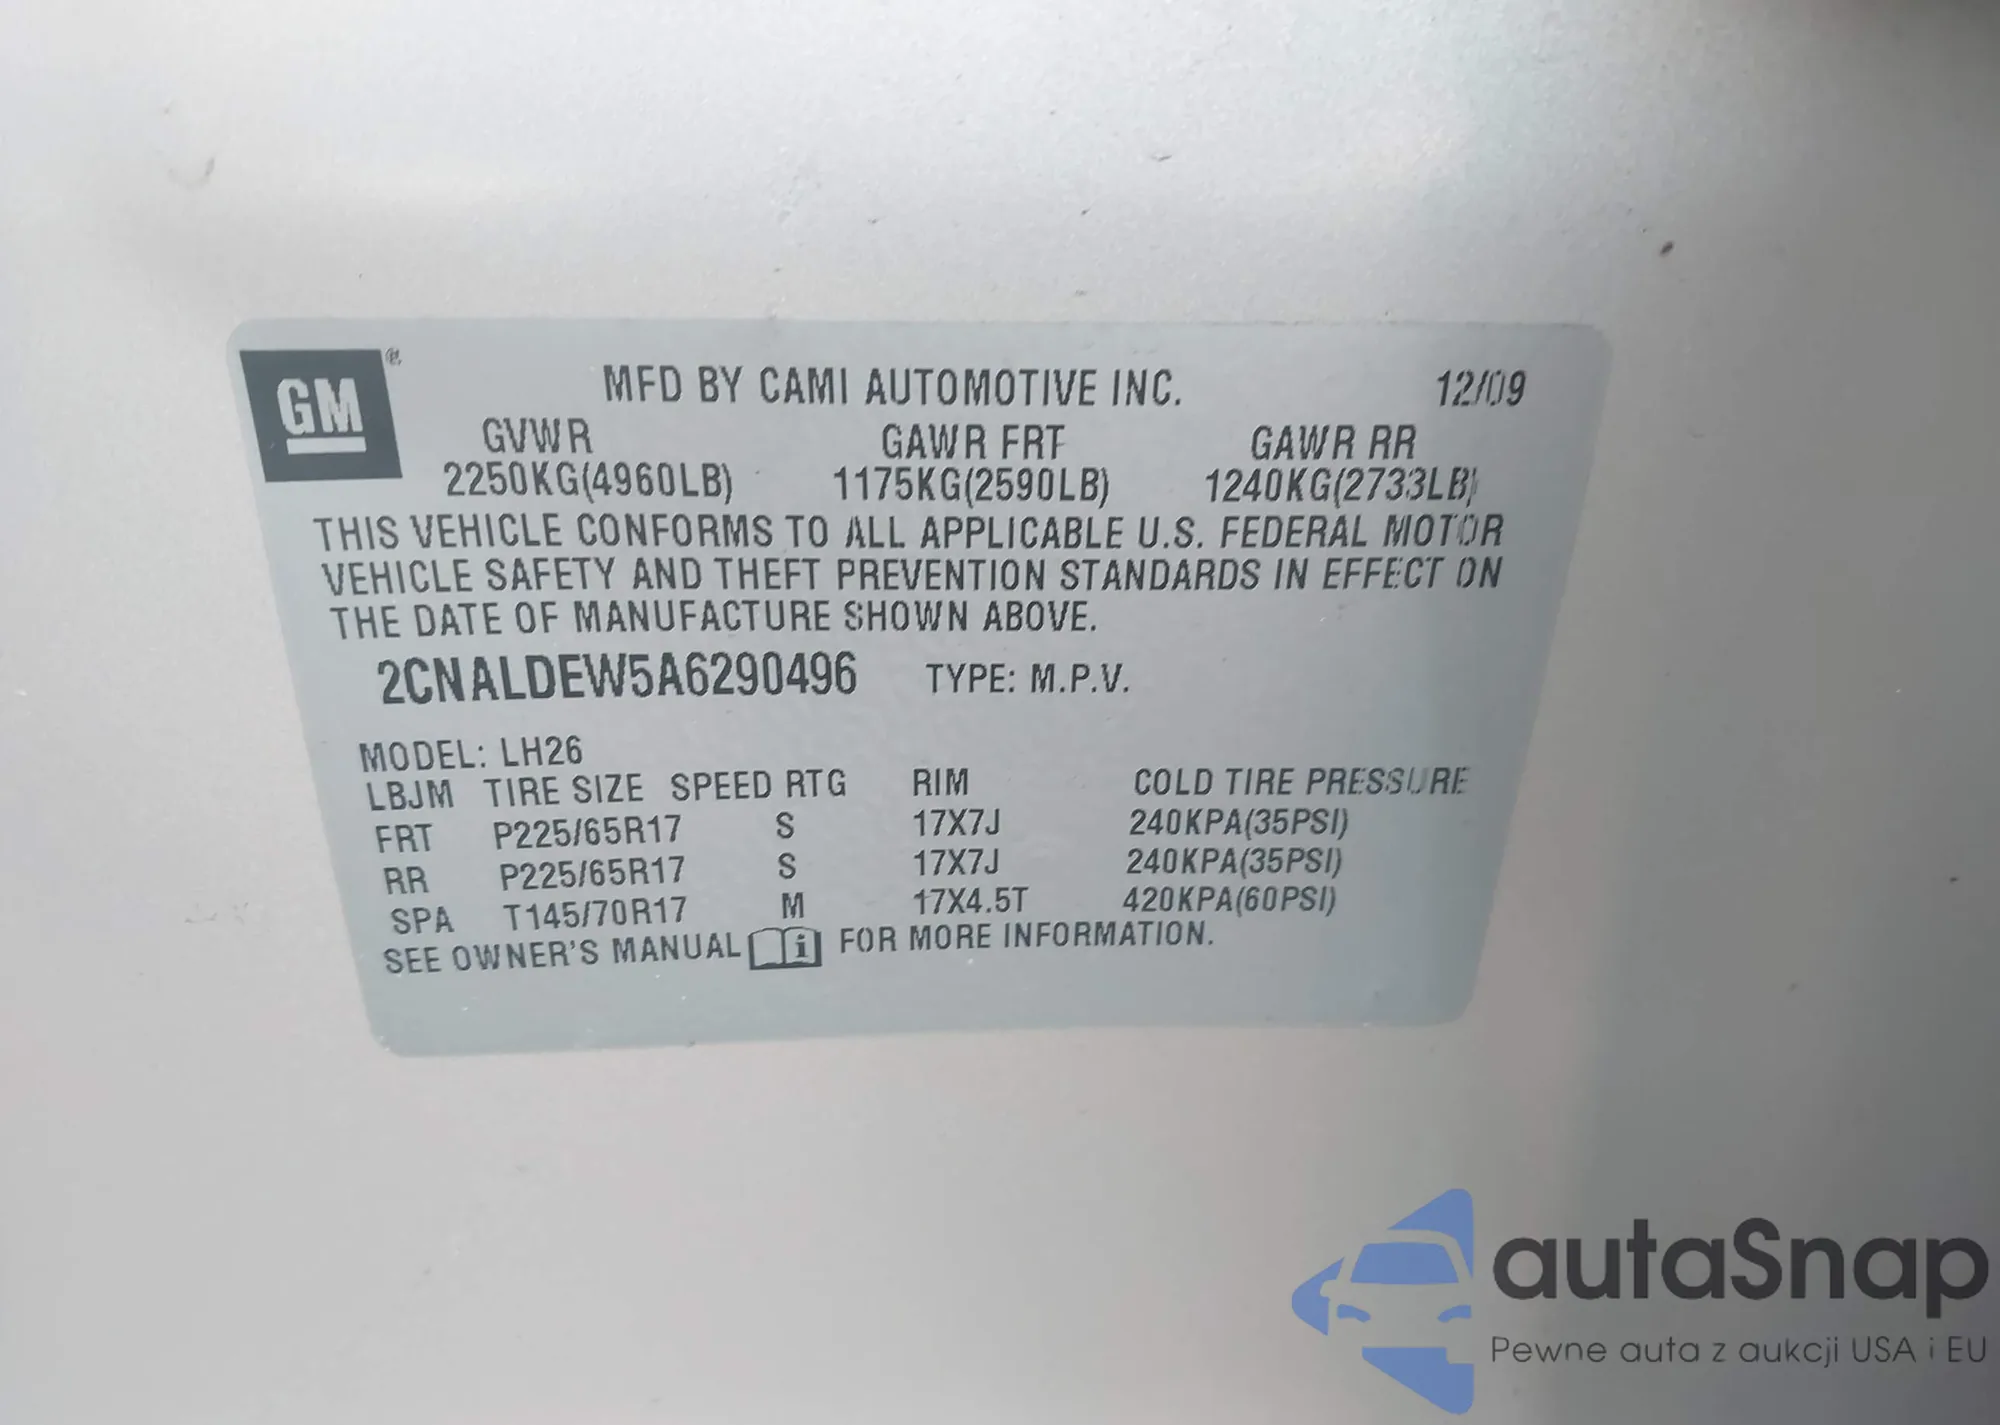 GM ®
MFD BY CAMI AUTOMOTIVE INC. 12/09
GVWR GAWR FRT GAWR RR
2250KG(4960LB) 1175KG(2590LB) 1240KG(2733LB)
THIS VEHICLE CONFORMS TO ALL APPLICABLE U.S. FEDERAL MOTOR
VEHICLE SAFETY AND THEFT PREVENTION STANDARDS IN EFFECT ON
THE DATE OF MANUFACTURE SHOWN ABOVE.
2CNALDEW5A6290496 TYPE: M.P.V.
MODEL: LH26
LBJM TIRE SIZE SPEED RTG RIM COLD TIRE PRESSURE
FRT P225/65R17 S 17X7J 240KPA(35PSI)
RR P225/65R17 S 17X7J 240KPA(35PSI)
SPA T145/70R17 M 17X4.5T 420KPA(60PSI)
SEE OWNER'S MANUAL i FOR MORE INFORMATION.
autaSnap
Pewne auta z aukcji USA i EU